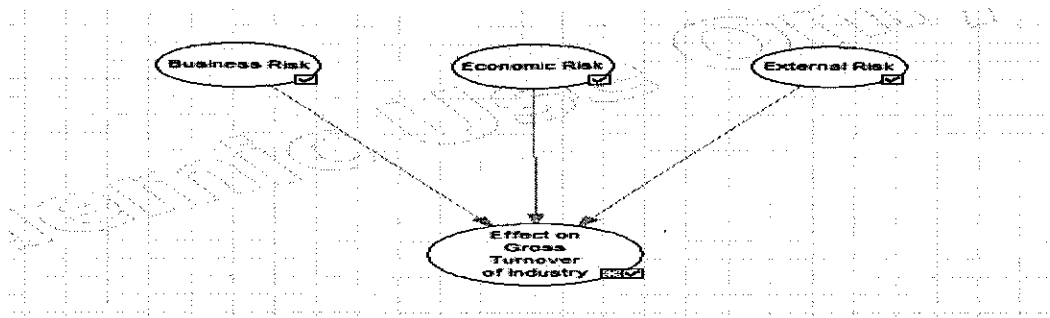 Business Risk
Economic Risk
External Risk
Effect on
Gross
Turnover
of Industry